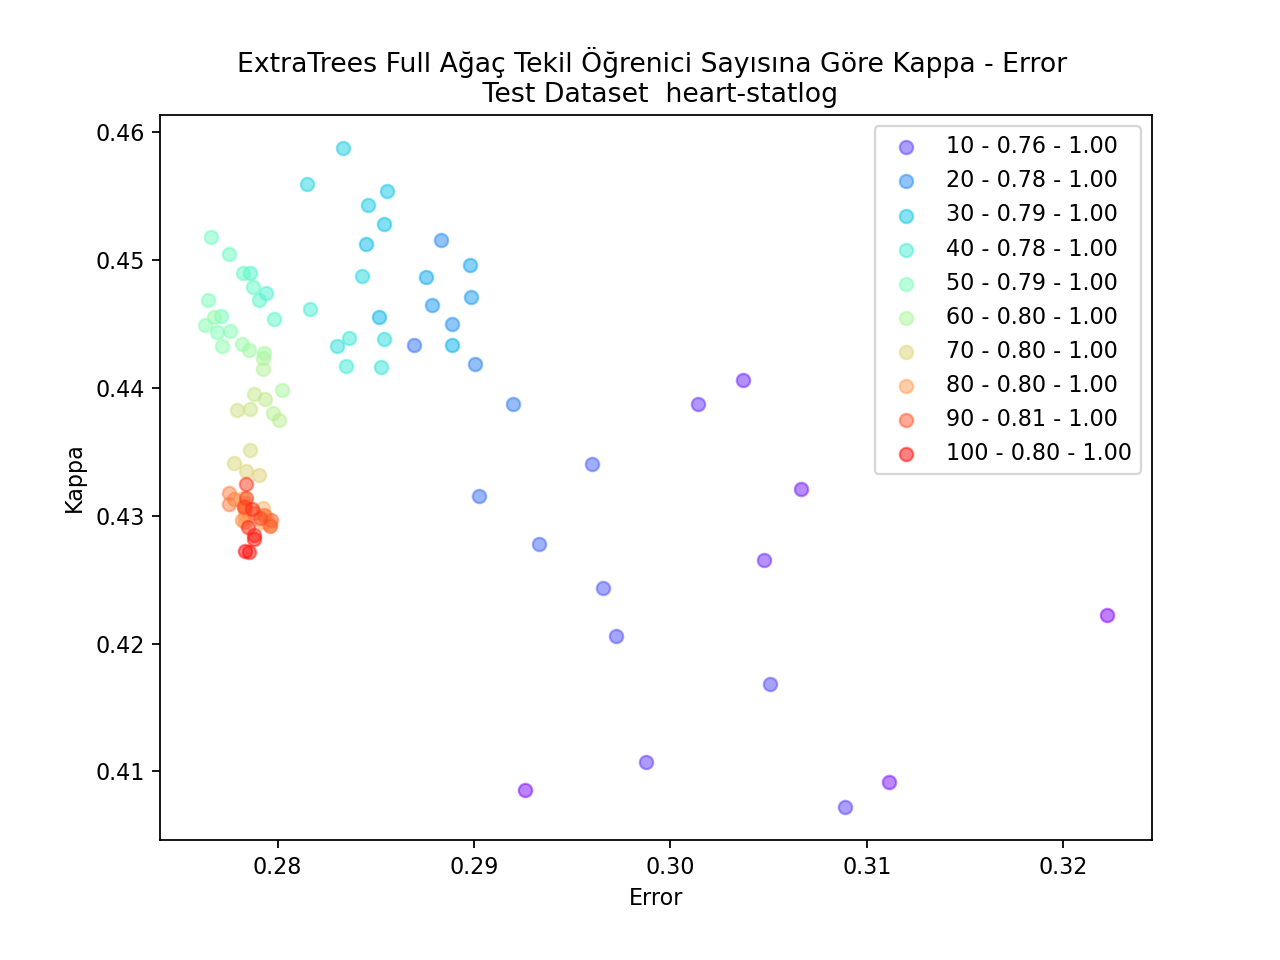 ExtraTrees Full Ağaç Tekil Öğrenici Sayısına Göre Kappa - Error
Test Dataset  heart-statlog
0.46
0.45
0.44
0.43
0.42
0.41
Kappa
10 - 0.76 - 1.00
20 - 0.78 - 1.00
30 - 0.79 - 1.00
40 - 0.78 - 1.00
50 - 0.79 - 1.00
60 - 0.80 - 1.00
70 - 0.80 - 1.00
80 - 0.80 - 1.00
90 - 0.81 - 1.00
100 - 0.80 - 1.00
0.28 0.29 0.30 0.31 0.32
Error